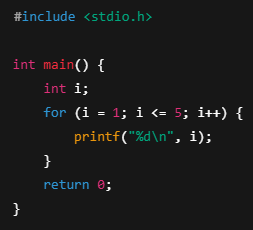 #include <stdio.h>

int main() {
    int i;
    for (i = 1; i <= 5; i++) {
        printf("%d\n", i);
    }
    return 0;
}